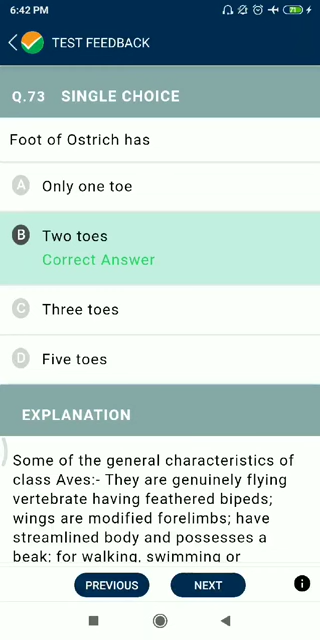 6:42 PM
71
TEST FEEDBACK
Q.73 SINGLE CHOICE
Foot of Ostrich has
A Only one toe
B Two toes
Correct Answer
C Three toes
D Five toes
EXPLANATION
Some of the general characteristics of
class Aves:- They are genuinely flying
vertebrate having feathered bipeds;
wings are modified forelimbs; have
streamlined body and possesses a
beak; for walking, swimming or
PREVIOUS NEXT